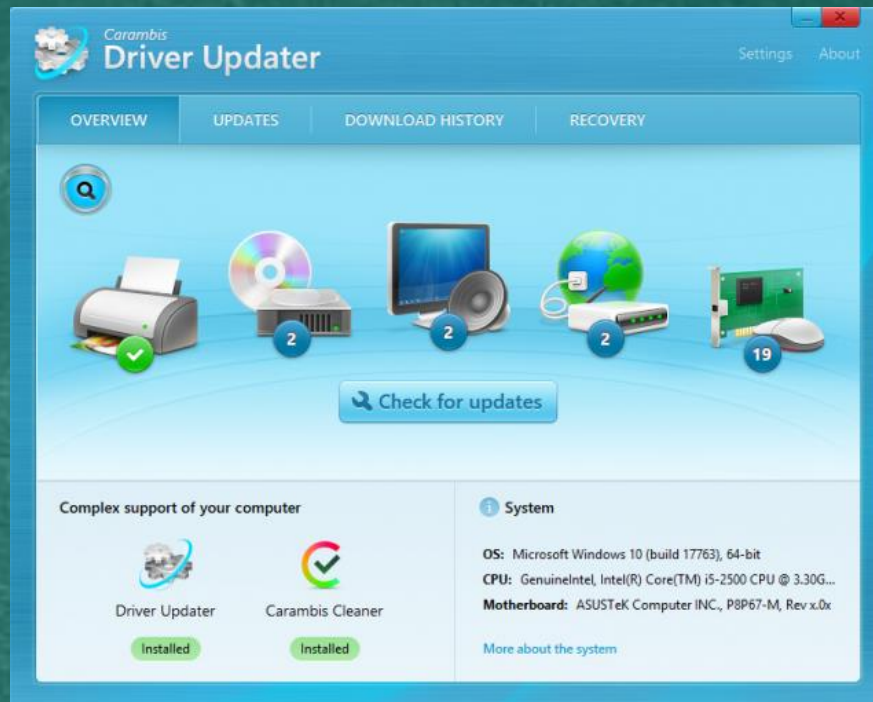 Carambis
Driver Updater
Settings About
OVERVIEW UPDATES DOWNLOAD HISTORY RECOVERY
2
2
2
19
Check for updates
Complex support of your computer
Driver Updater
Installed
Carambis Cleaner
Installed
System
OS: Microsoft Windows 10 (build 17763), 64-bit
CPU: GenuineIntel, Intel(R) Core(TM) i5-2500 CPU @ 3.30G...
Motherboard: ASUSTeK Computer INC., P8P67-M, Rev x.0x
More about the system